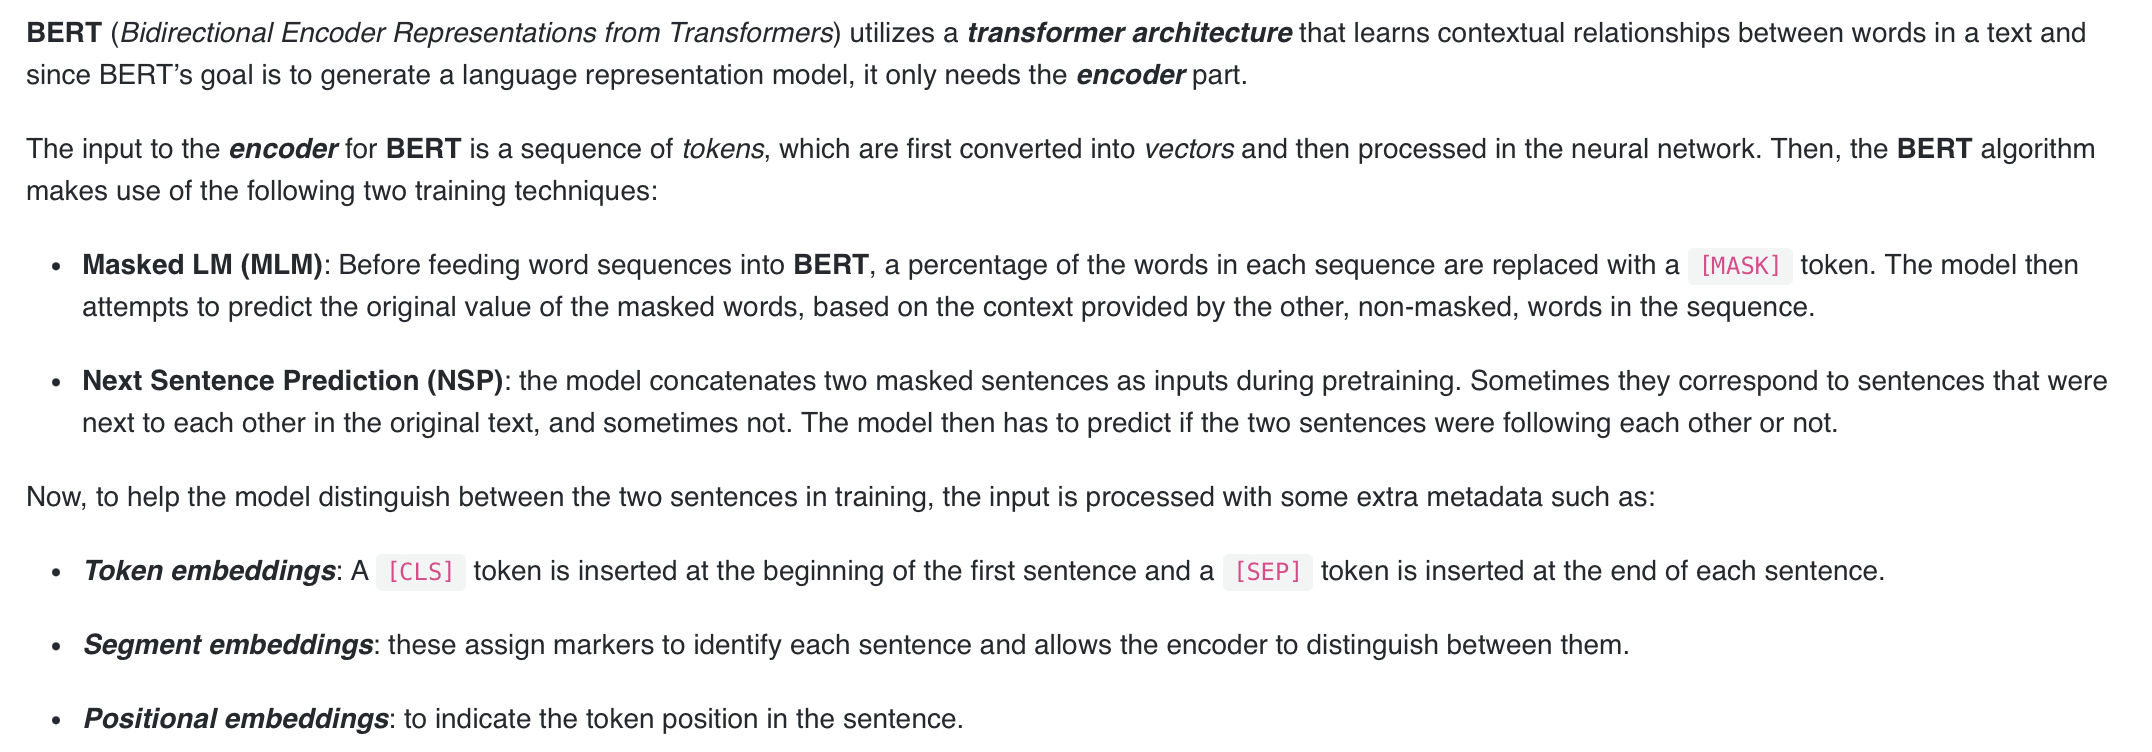 BERT (Bidirectional Encoder Representations from Transformers) utilizes a transformer architecture that learns contextual relationships between words in a text and
since BERT’s goal is to generate a language representation model, it only needs the encoder part.
The input to the encoder for BERT is a sequence of tokens, which are first converted into vectors and then processed in the neural network. Then, the BERT algorithm
makes use of the following two training techniques:
• Masked LM (MLM): Before feeding word sequences into BERT, a percentage of the words in each sequence are replaced with a [MASK] token. The model then
attempts to predict the original value of the masked words, based on the context provided by the other, non-masked, words in the sequence.
• Next Sentence Prediction (NSP): the model concatenates two masked sentences as inputs during pretraining. Sometimes they correspond to sentences that were
next to each other in the original text, and sometimes not. The model then has to predict if the two sentences were following each other or not.
Now, to help the model distinguish between the two sentences in training, the input is processed with some extra metadata such as:
• Token embeddings: A [CLS] token is inserted at the beginning of the first sentence and a [SEP] token is inserted at the end of each sentence.
• Segment embeddings: these assign markers to identify each sentence and allows the encoder to distinguish between them.
• Positional embeddings: to indicate the token position in the sentence.